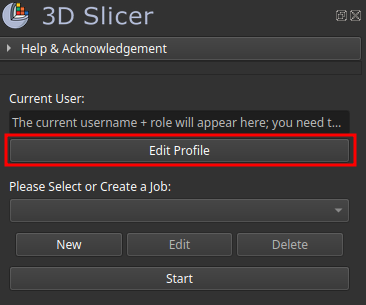 3D Slicer
Help & Acknowledgement
Current User:
The current username + role will appear here; you need t...
Edit Profile
Please Select or Create a Job:
New Edit Delete
Start